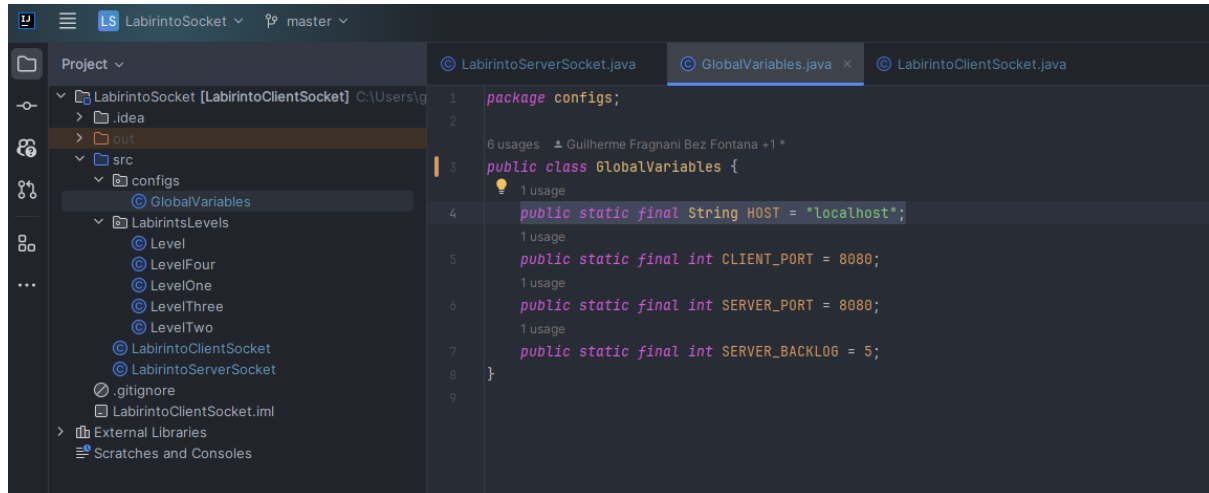 LS LabirintoSocket master
Project
LabirintoSocket [LabirintoClientSocket] C:\Users\g
.idea
out
src
configs
GlobalVariables
LabirintsLevels
Level
LevelFour
LevelOne
LevelThree
LevelTwo
LabirintoClientSocket
LabirintoServerSocket
.gitignore
LabirintoClientSocket.iml
External Libraries
Scratches and Consoles
LabirintoServerSocket.java GlobalVariables.java LabirintoClientSocket.java
1 package configs;
2
6 usages Guilherme Fragnani Bez Fontana +1 *
3 public class GlobalVariables {
1 usage
4 public static final String HOST = "localhost";
1 usage
5 public static final int CLIENT_PORT = 8080;
1 usage
6 public static final int SERVER_PORT = 8080;
1 usage
7 public static final int SERVER_BACKLOG = 5;
8 }
9